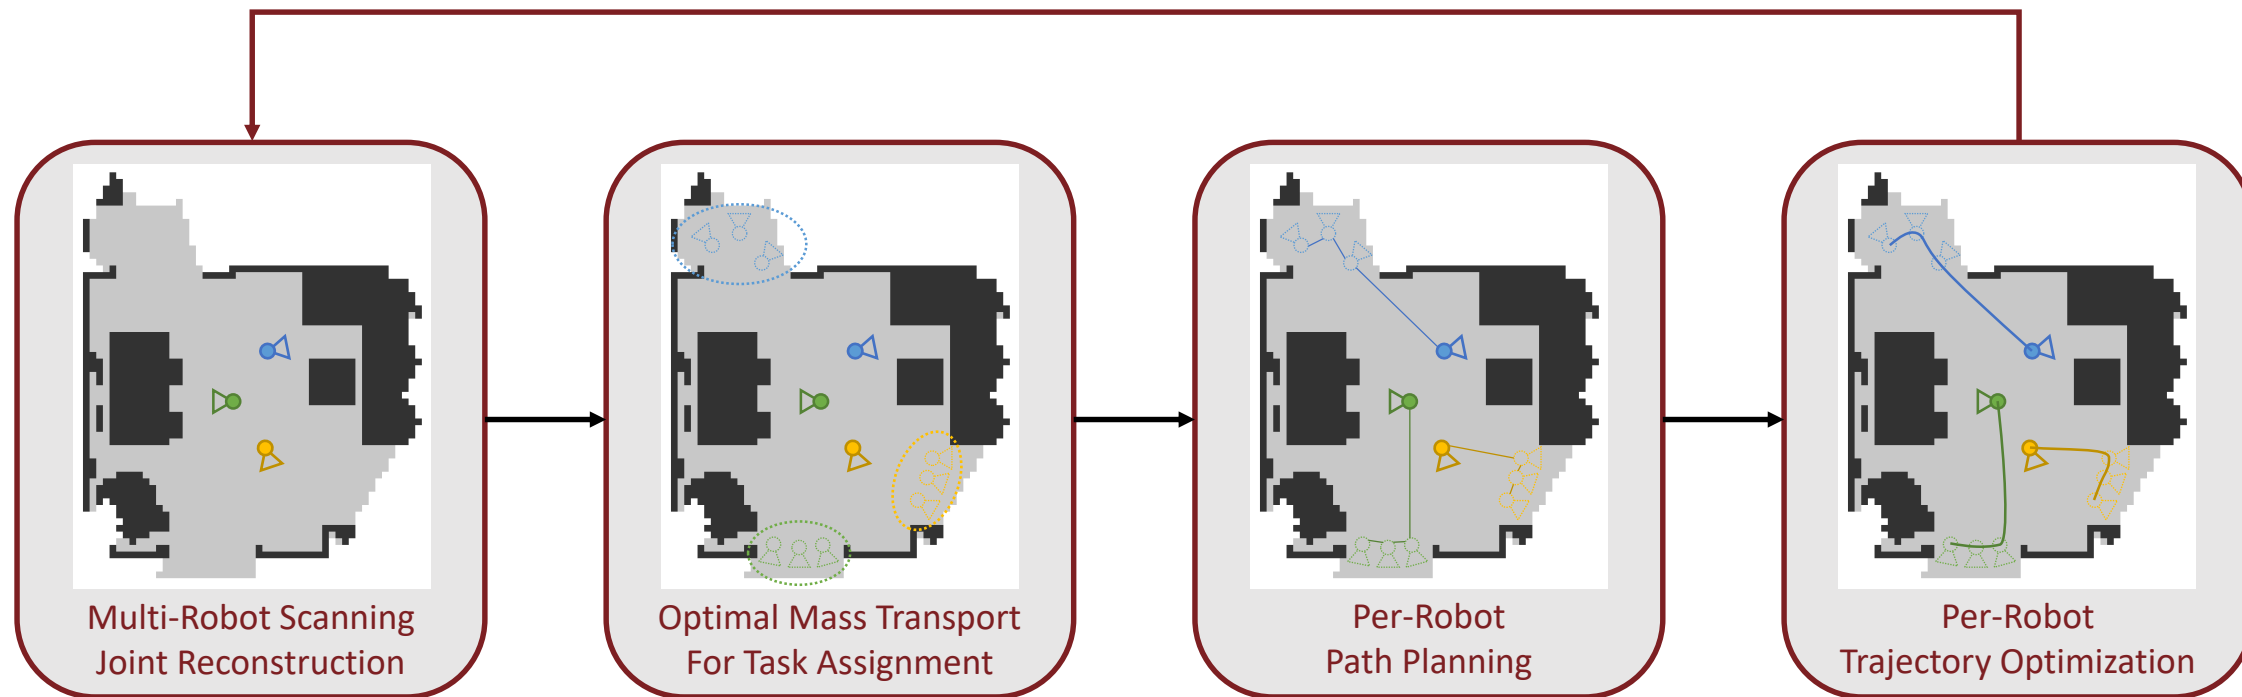 Multi-Robot Scanning
Joint Reconstruction
Optimal Mass Transport
For Task Assignment
Per-Robot
Path Planning
Per-Robot
Trajectory Optimization